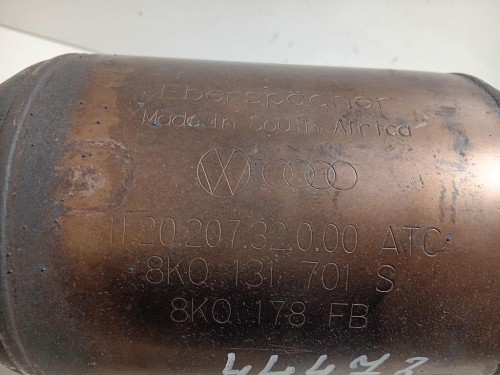 Eberspächer
Made in South Africa
11.20.207.32.0.00 ATC
8K0 131 701 S
8K0 178 FB